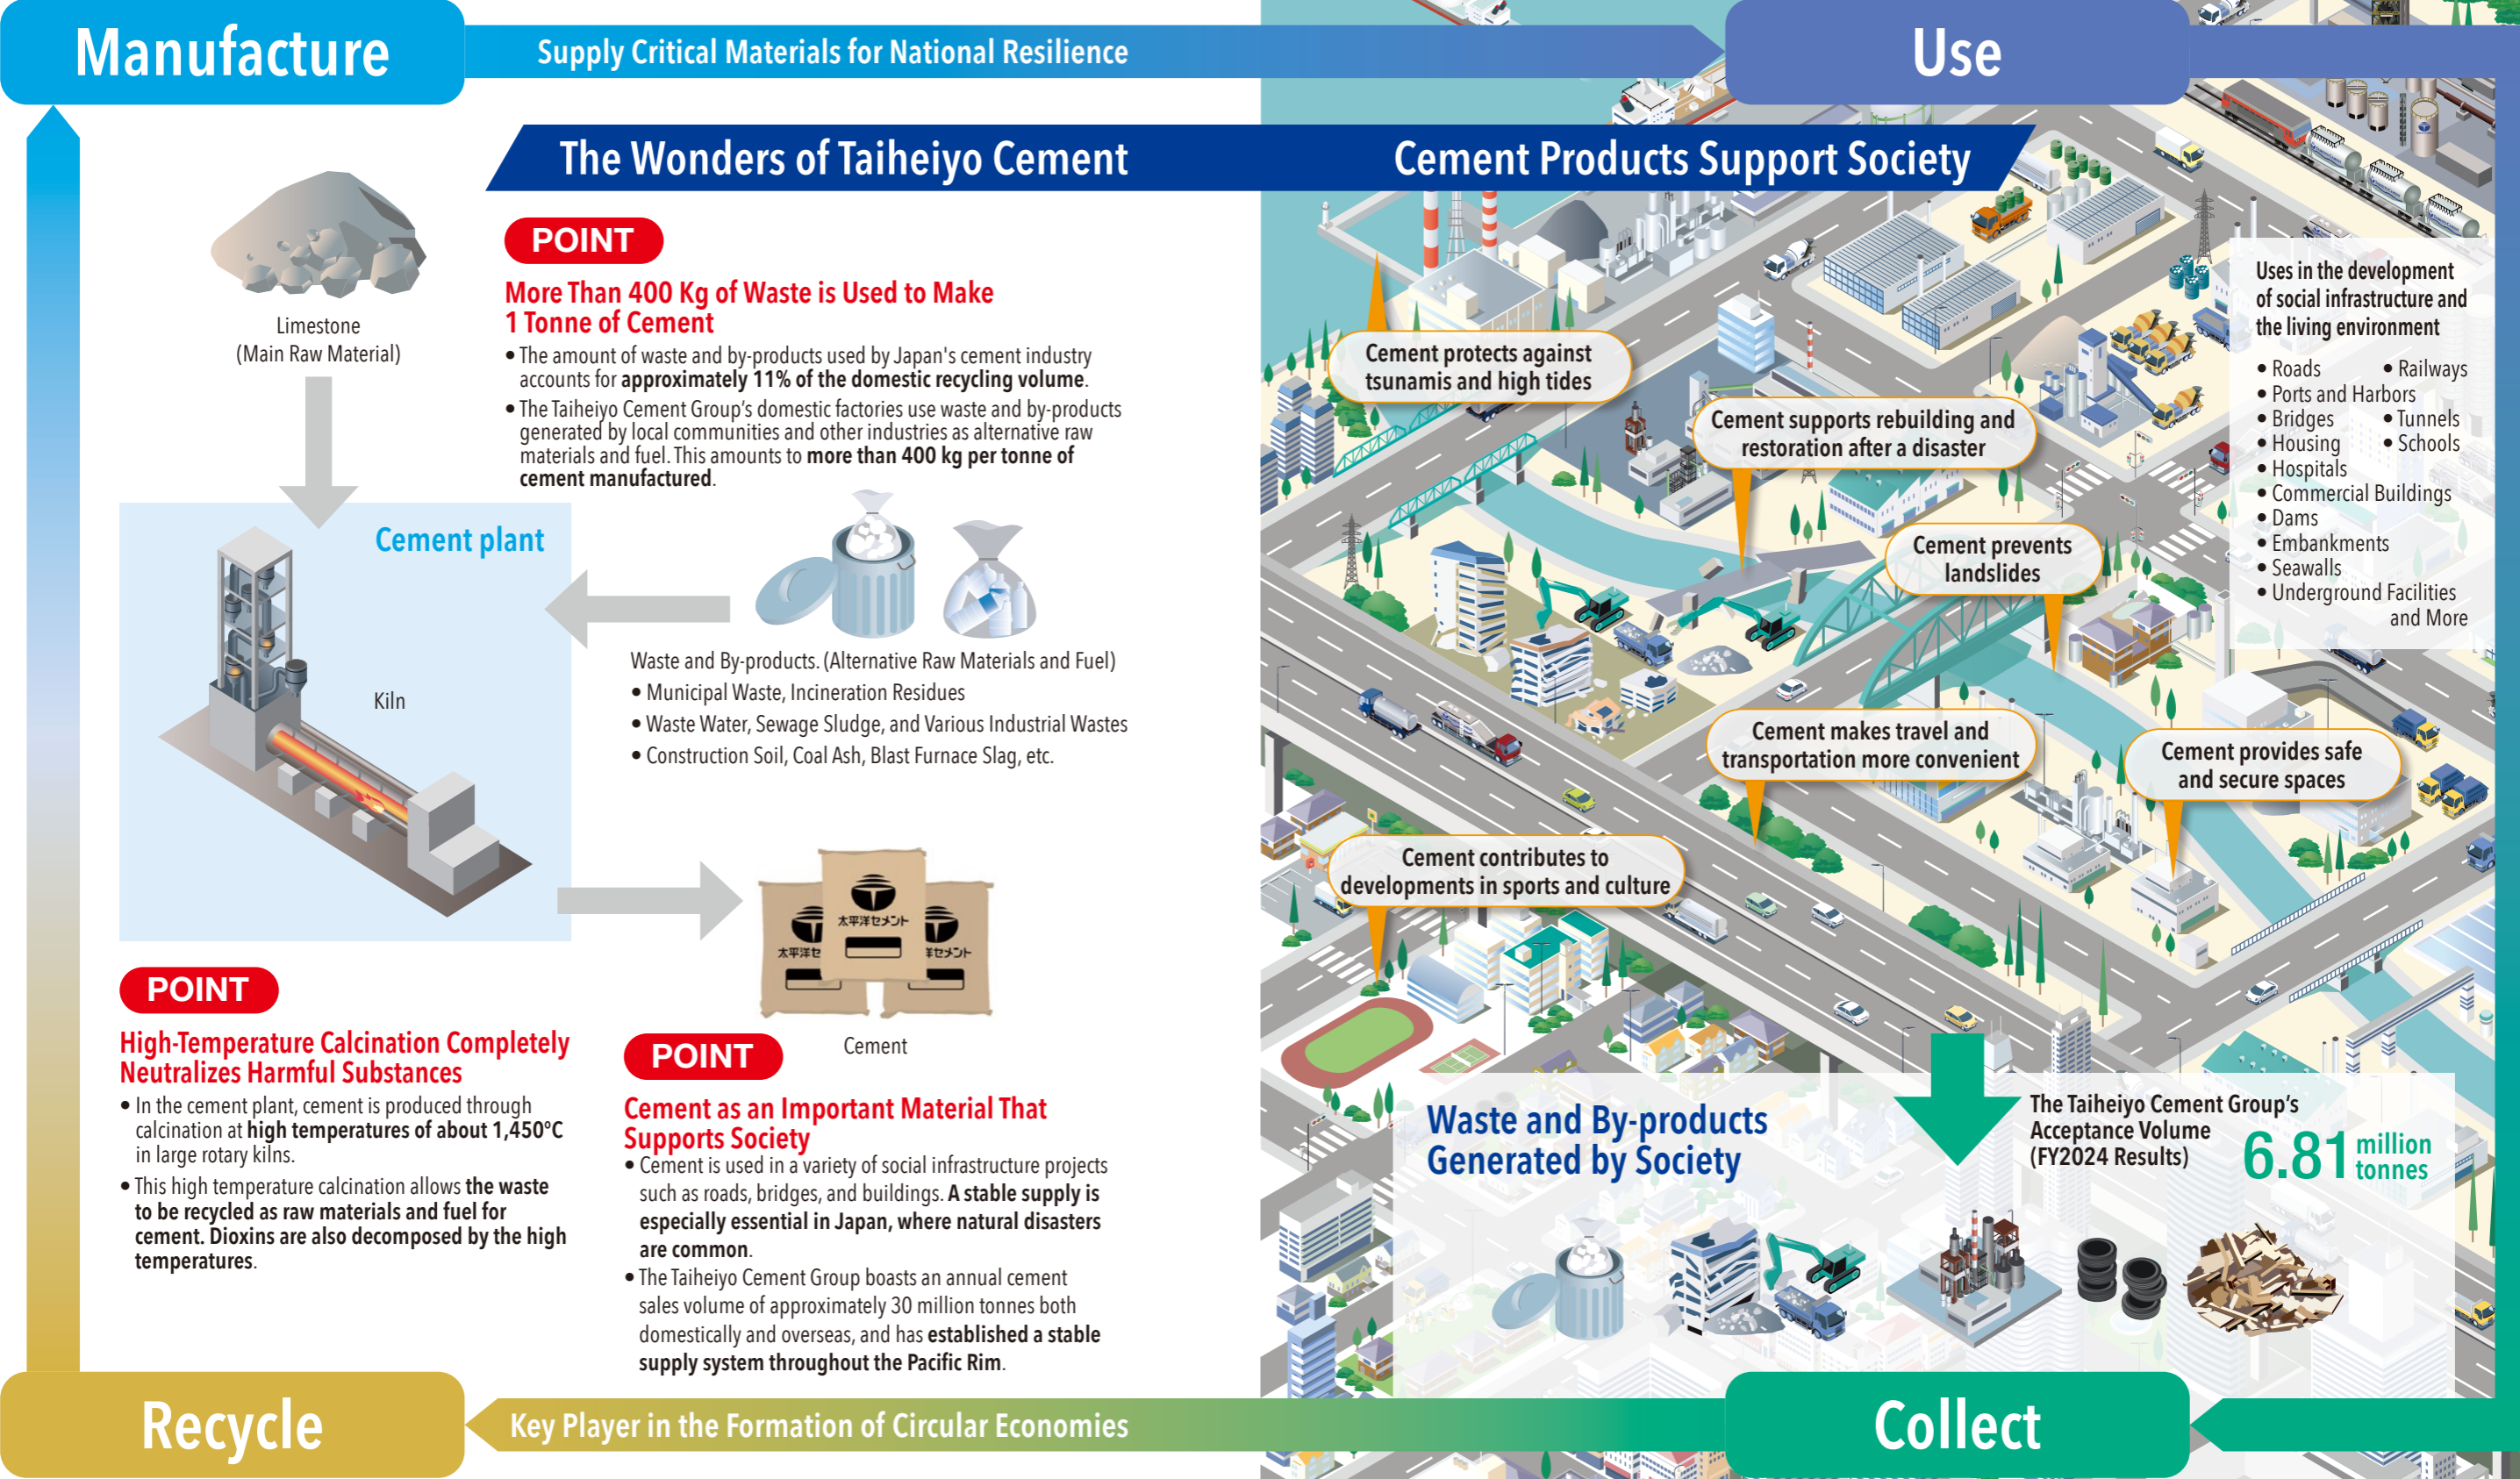 Manufacture
Supply Critical Materials for National Resilience
Use
The Wonders of Taiheiyo Cement
Cement Products Support Society
Limestone
(Main Raw Material)
POINT
More Than 400 Kg of Waste is Used to Make
1 Tonne of Cement
• The amount of waste and by-products used by Japan's cement industry
accounts for approximately 11% of the domestic recycling volume.
• The Taiheiyo Cement Group’s domestic factories use waste and by-products
generated by local communities and other industries as alternative raw
materials and fuel. This amounts to more than 400 kg per tonne of
cement manufactured.
Cement plant
Kiln
Waste and By-products. (Alternative Raw Materials and Fuel)
• Municipal Waste, Incineration Residues
• Waste Water, Sewage Sludge, and Various Industrial Wastes
• Construction Soil, Coal Ash, Blast Furnace Slag, etc.
太平洋セメント
太平洋セ
羊セメント
Cement
POINT
High-Temperature Calcination Completely
Neutralizes Harmful Substances
• In the cement plant, cement is produced through
calcination at high temperatures of about 1,450°C
in large rotary kilns.
• This high temperature calcination allows the waste
to be recycled as raw materials and fuel for
cement. Dioxins are also decomposed by the high
temperatures.
POINT
Cement as an Important Material That
Supports Society
• Cement is used in a variety of social infrastructure projects
such as roads, bridges, and buildings. A stable supply is
especially essential in Japan, where natural disasters
are common.
• The Taiheiyo Cement Group boasts an annual cement
sales volume of approximately 30 million tonnes both
domestically and overseas, and has established a stable
supply system throughout the Pacific Rim.
Cement protects against
tsunamis and high tides
Cement supports rebuilding and
restoration after a disaster
Cement prevents
landslides
Cement makes travel and
transportation more convenient
Cement provides safe
and secure spaces
Cement contributes to
developments in sports and culture
Uses in the development
of social infrastructure and
the living environment
• Roads • Railways
• Ports and Harbors
• Bridges • Tunnels
• Housing • Schools
• Hospitals
• Commercial Buildings
• Dams
• Embankments
• Seawalls
• Underground Facilities
and More
Waste and By-products
Generated by Society
The Taiheiyo Cement Group’s
Acceptance Volume
(FY2024 Results)
6.81 million
tonnes
Recycle
Key Player in the Formation of Circular Economies
Collect